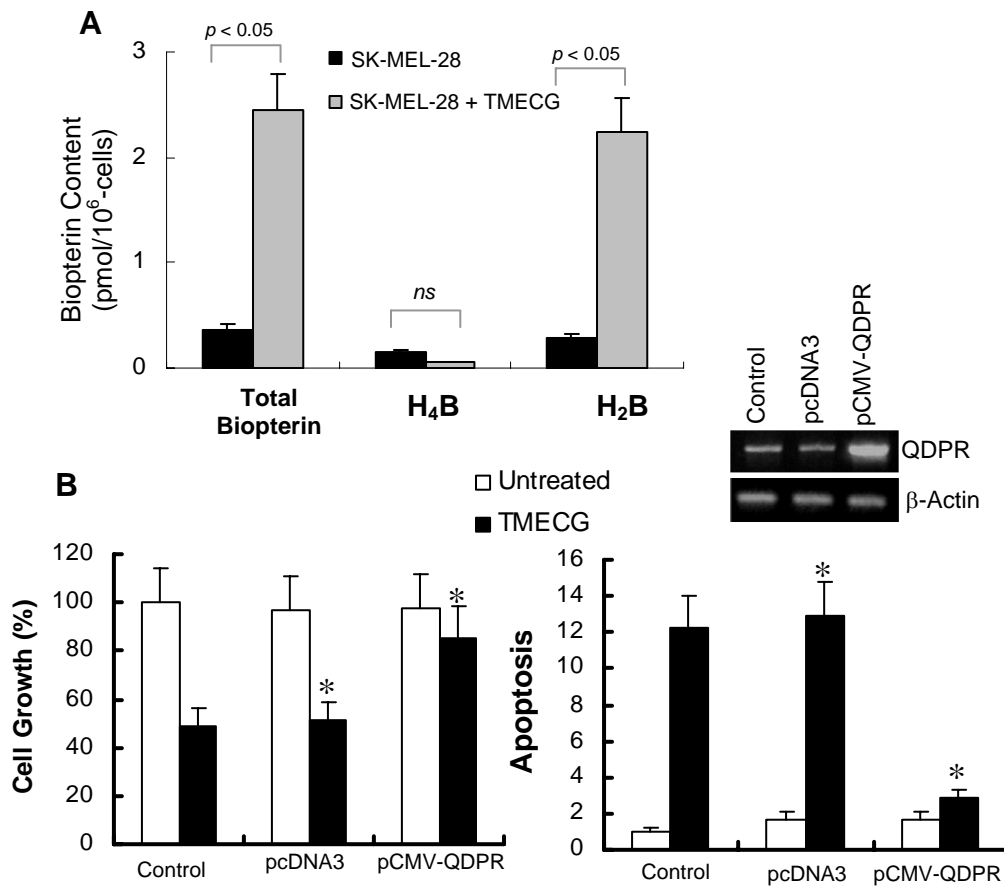 A
p < 0.05
3
2
1
0
Biopterin Content
(pmol/10⁶-cells)
SK-MEL-28
SK-MEL-28 + TMECG
p < 0.05
ns
Total
Biopterin
H₄B
H₂B
Control
pcDNA3
pCMV-QDPR
QDPR
β-Actin
B
Untreated
TMECG
120
100
80
60
40
20
0
Cell Growth (%)
*
*
Control
pcDNA3
pCMV-QDPR
16
14
12
10
8
6
4
2
0
Apoptosis
*
*
Control
pcDNA3
pCMV-QDPR